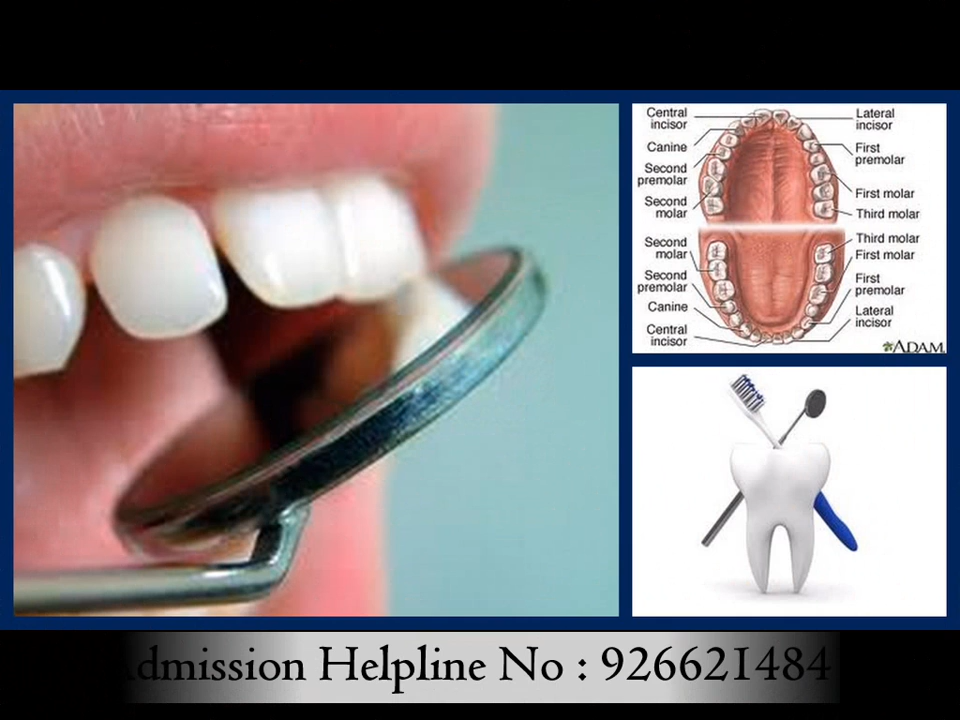 Central
incisor
Canine
Second
premolar
Second
molar
Lateral
incisor
First
premolar
First molar
Third molar
Second
molar
Second
premolar
Canine
Central
incisor
Third molar
First molar
First
premolar
Lateral
incisor
ADAM.
Admission Helpline No : 926621484